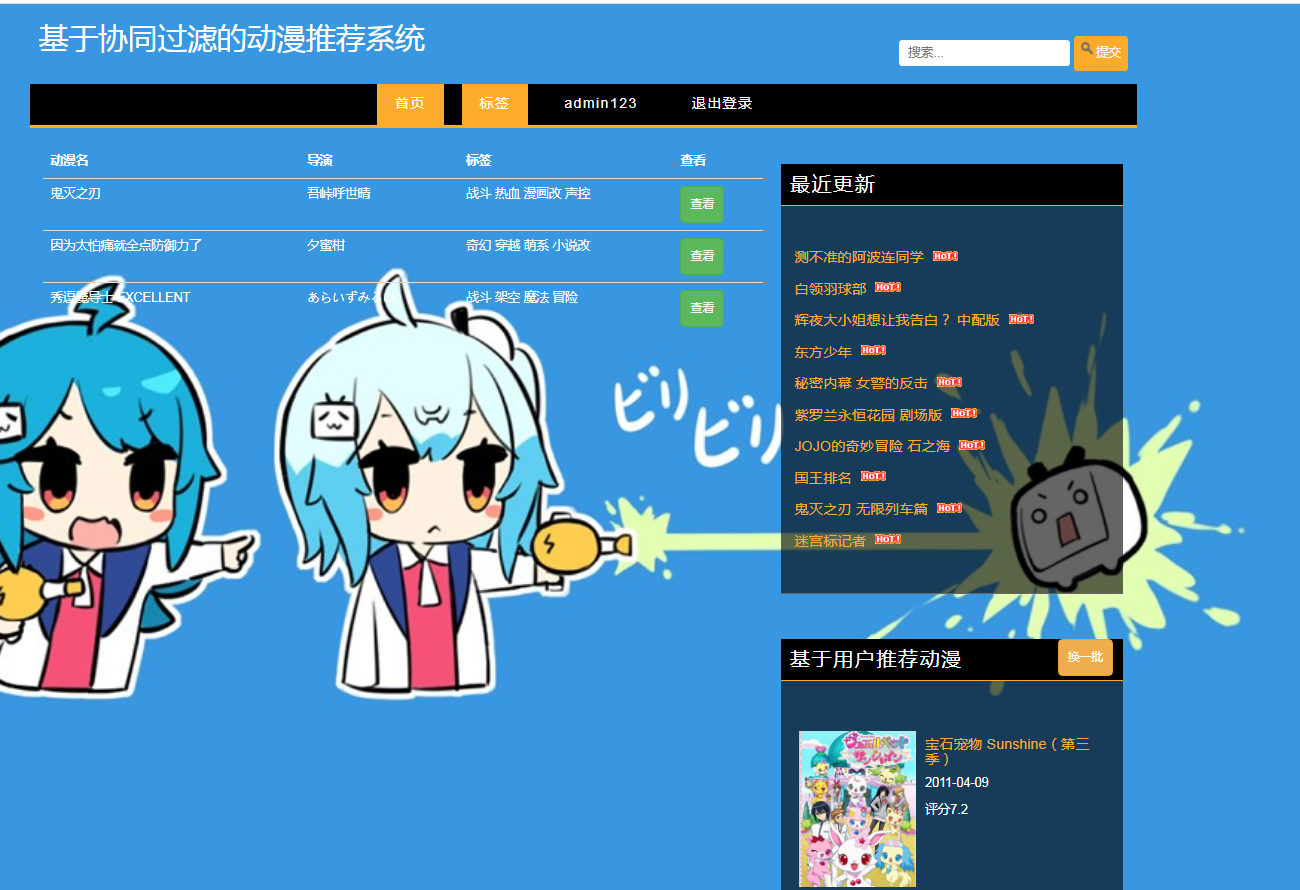 基于协同过滤的动漫推荐系统
搜索... 提交
首页 标签 admin123 退出登录
动漫名 导演 标签 查看
鬼灭之刃 吾峠呼世晴 战斗 热血 漫画改 声控 查看
因为太怕痛就全点防御力了 夕蜜柑 奇幻 穿越 萌系 小说改 查看
秀逗魔导士 EXCELLENT あらいずみる 战斗 架空 魔法 冒险 查看
ビリ
ビリ
最近更新
测不准的阿波连同学 HOT!
白领羽球部 HOT!
辉夜大小姐想让我告白？ 中配版 HOT!
东方少年 HOT!
秘密内幕 女警的反击 HOT!
紫罗兰永恒花园 剧场版 HOT!
JOJO的奇妙冒险 石之海 HOT!
国王排名 HOT!
鬼灭之刃 无限列车篇 HOT!
迷宫标记者 HOT!
基于用户推荐动漫 换一批
宝石宠物 Sunshine（第三
季）
2011-04-09
评分7.2